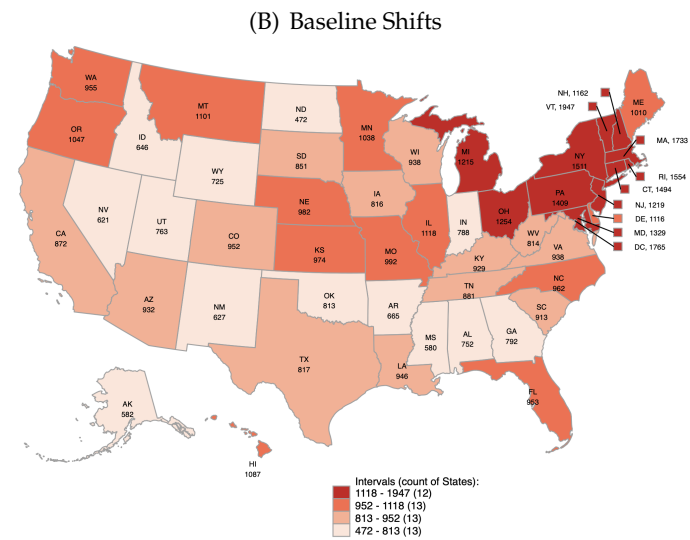 (B) Baseline Shifts
WA
955
OR
1047
CA
872
NV
621
ID
646
MT
1101
WY
725
UT
763
AZ
932
CO
952
NM
627
ND
472
SD
851
NE
982
KS
974
OK
813
TX
817
MN
1038
IA
816
MO
992
AR
665
LA
946
WI
938
IL
1118
MI
1215
IN
788
OH
1254
KY
929
TN
881
MS
580
AL
752
GA
792
FL
953
SC
913
NC
962
VA
938
WV
814
PA
1409
NY
1511
ME
1010
NH, 1162
VT, 1947
MA, 1733
RI, 1554
CT, 1494
NJ, 1219
DE, 1116
MD, 1329
DC, 1765
AK
582
HI
1087
Intervals (count of States):
1118 - 1947 (12)
952 - 1118 (13)
813 - 952 (13)
472 - 813 (13)